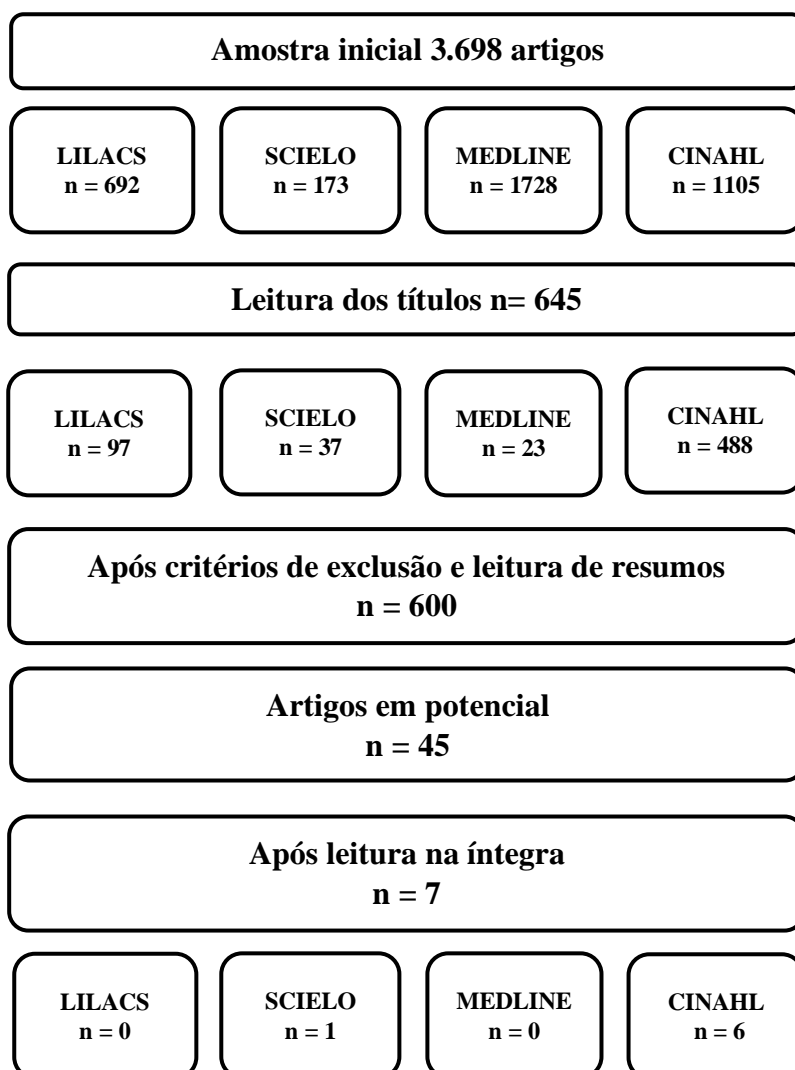 Amostra inicial 3.698 artigos
LILACS
n = 692
SCIELO
n = 173
MEDLINE
n = 1728
CINAHL
n = 1105
Leitura dos títulos n= 645
LILACS
n = 97
SCIELO
n = 37
MEDLINE
n = 23
CINAHL
n = 488
Após critérios de exclusão e leitura de resumos
n = 600
Artigos em potencial
n = 45
Após leitura na íntegra
n = 7
LILACS
n = 0
SCIELO
n = 1
MEDLINE
n = 0
CINAHL
n = 6